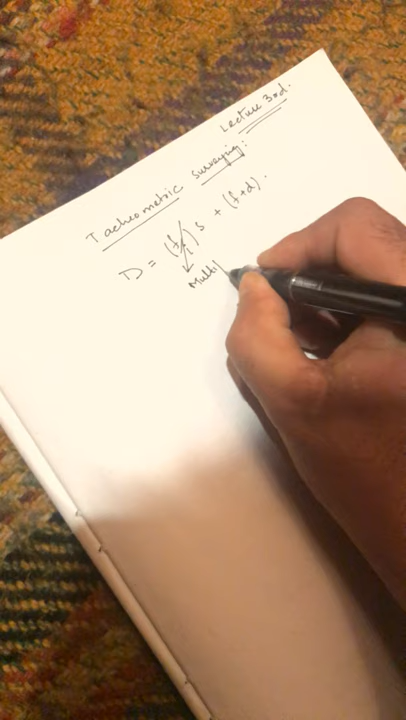 Lecture 3rd.
Tacheometric Surveying:
D = (f/i) s + (f+d).
Multi